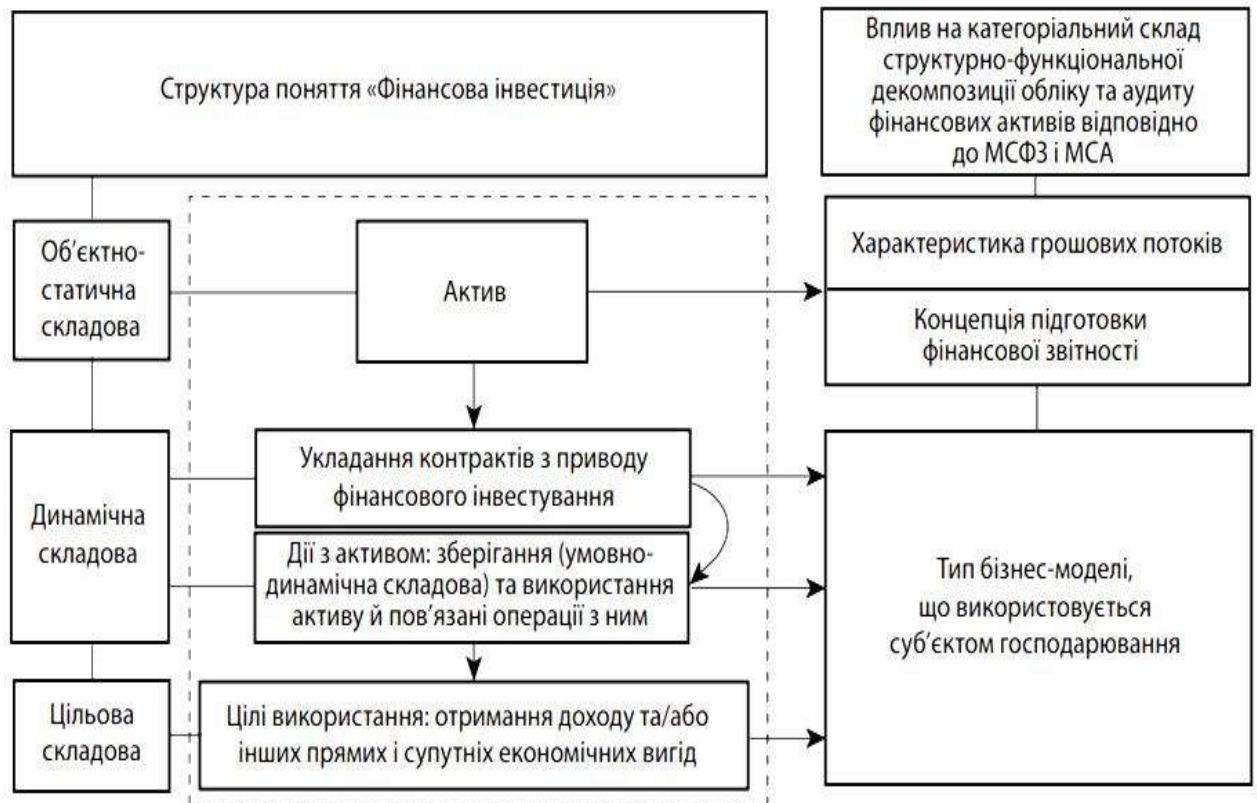 Структура поняття «Фінансова інвестиція»
Вплив на категоріальний склад
структурно-функціональної
декомпозиції обліку та аудиту
фінансових активів відповідно
до МСФЗ і МСА
Об’єктно-
статична
складова
Актив
Характеристика грошових потоків
Концепція підготовки
фінансової звітності
Динамічна
складова
Укладання контрактів з приводу
фінансового інвестування
Дії з активом: зберігання (умовно-
динамічна складова) та використання
активу й пов’язані операції з ним
Тип бізнес-моделі,
що використовується
суб’єктом господарювання
Цільова
складова
Цілі використання: отримання доходу та/або
інших прямих і супутніх економічних вигід